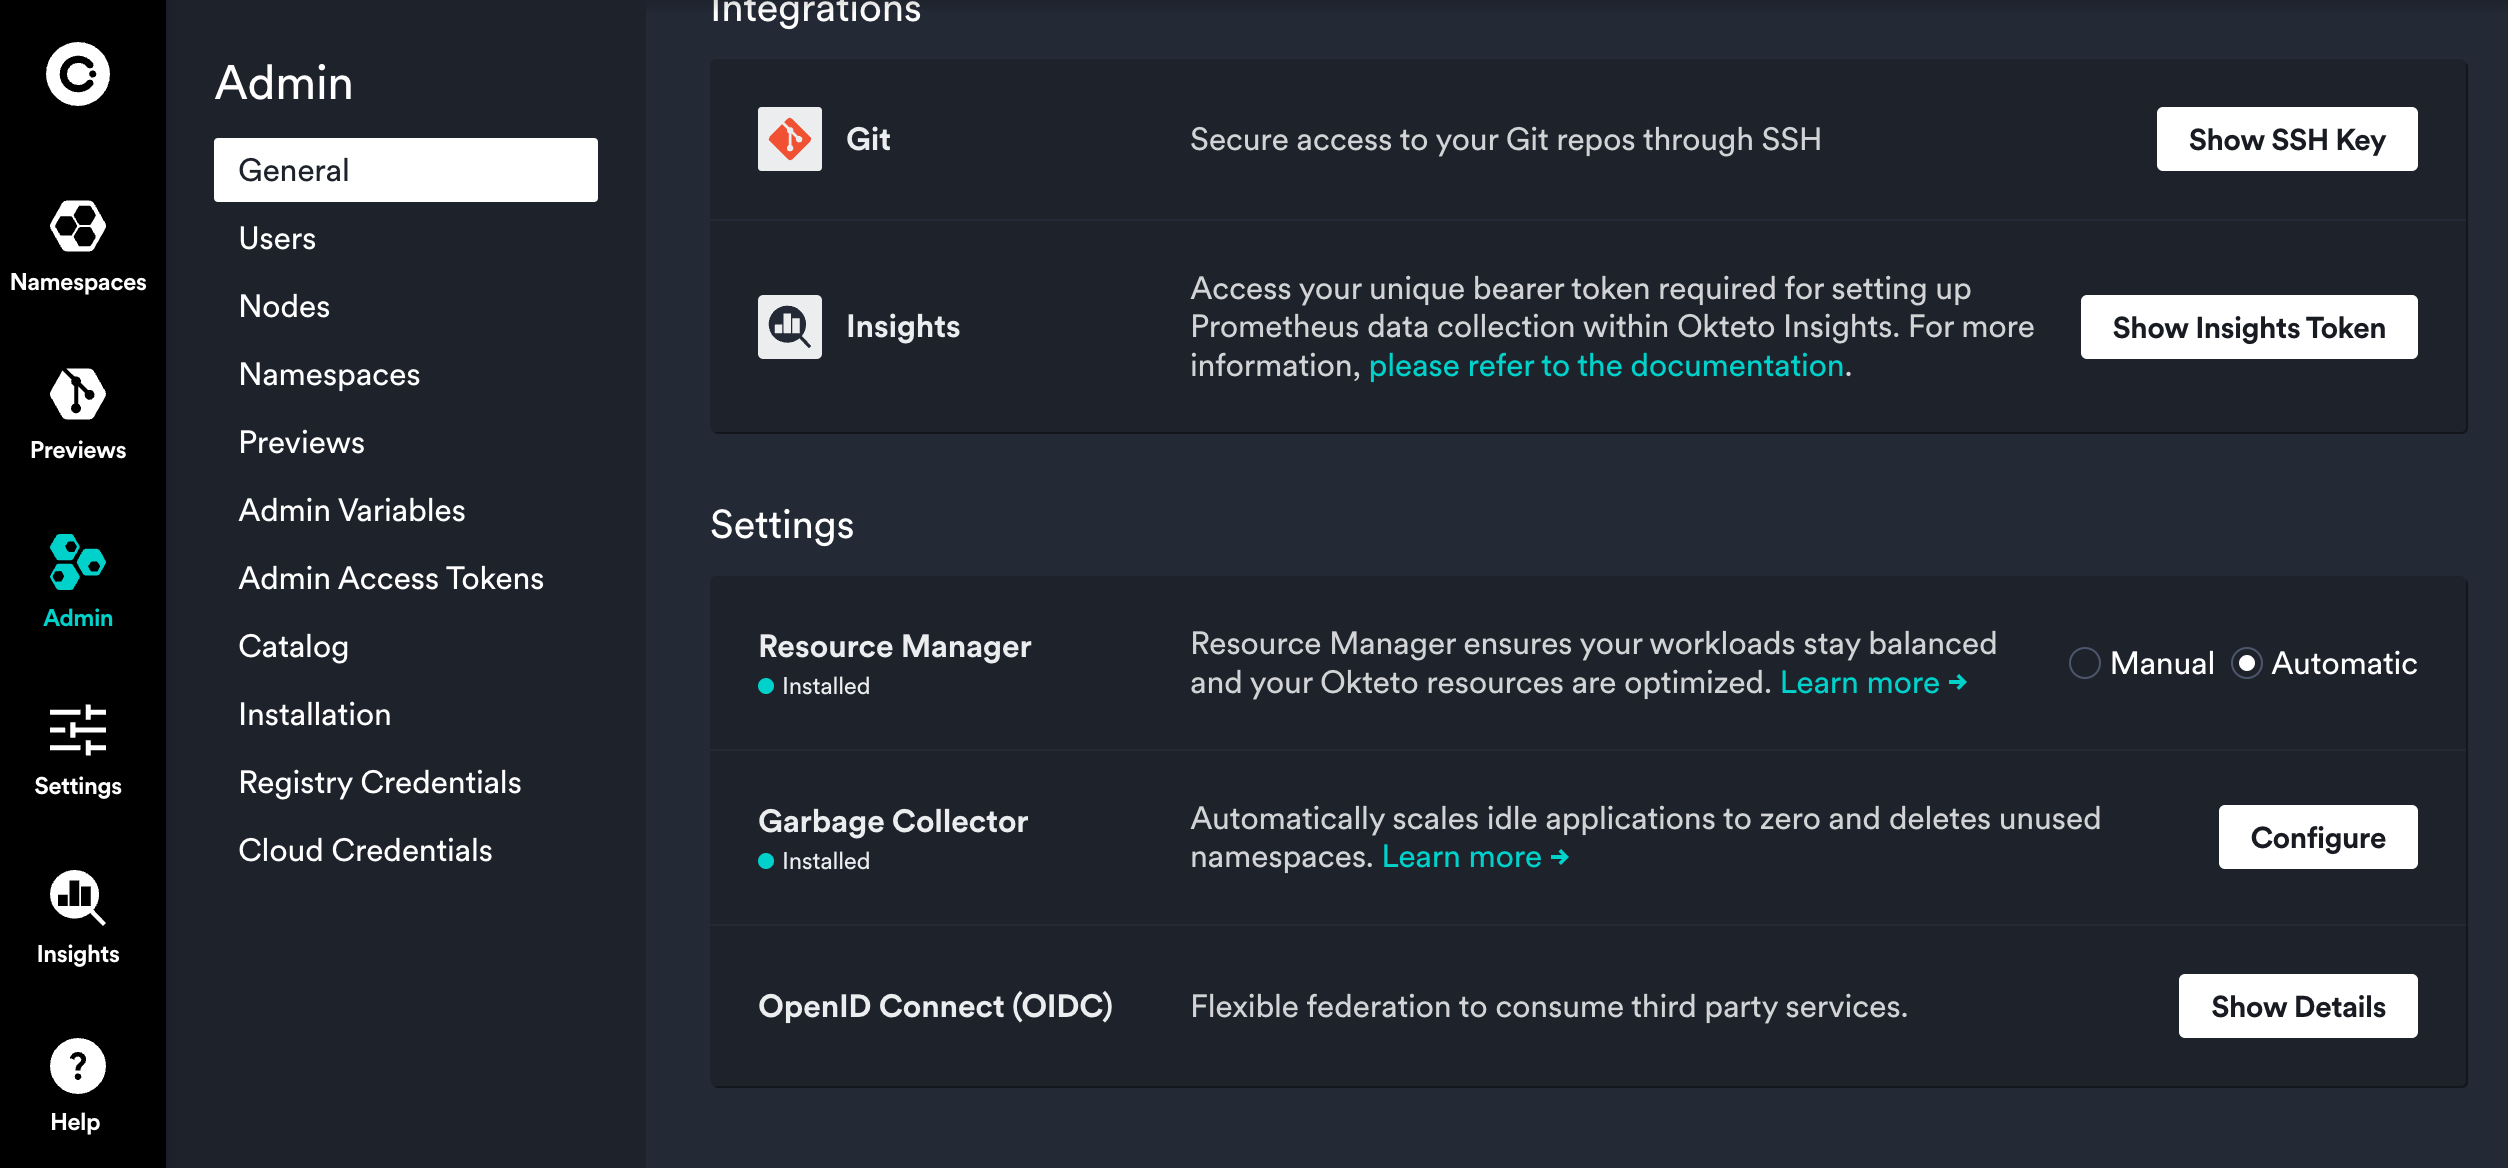 Namespaces
Previews
Admin
Settings
Insights
Help
Admin
General
Users
Nodes
Namespaces
Previews
Admin Variables
Admin Access Tokens
Catalog
Installation
Registry Credentials
Cloud Credentials
Integrations
Git
Secure access to your Git repos through SSH
Show SSH Key
Insights
Access your unique bearer token required for setting up
Prometheus data collection within Okteto Insights. For more
information, please refer to the documentation.
Show Insights Token
Settings
Resource Manager
Installed
Resource Manager ensures your workloads stay balanced
and your Okteto resources are optimized. Learn more →
Manual
Automatic
Garbage Collector
Installed
Automatically scales idle applications to zero and deletes unused
namespaces. Learn more →
Configure
OpenID Connect (OIDC)
Flexible federation to consume third party services.
Show Details